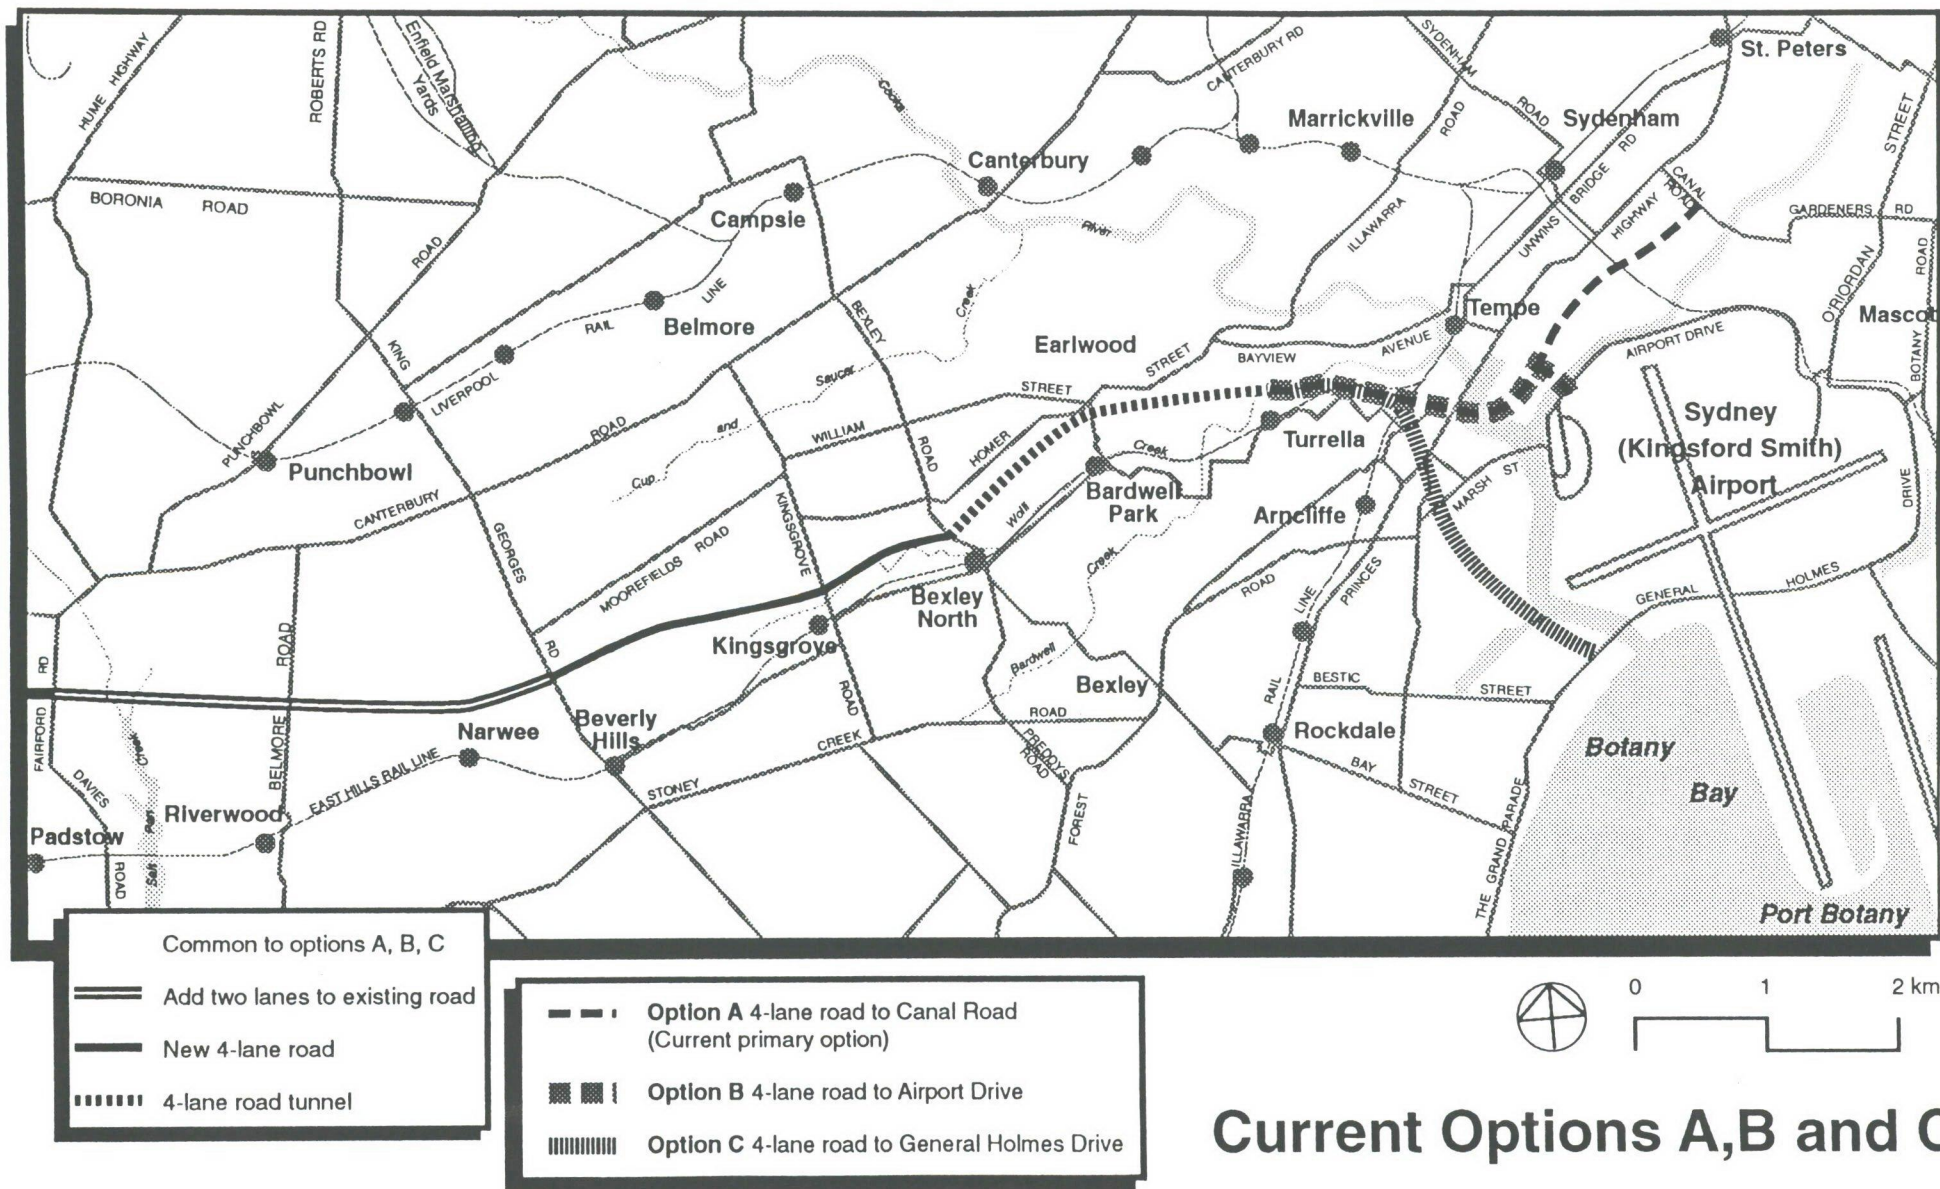 HUME HIGHWAY
ROBERTS RD
Enfield Marshalling
Yards
Cooks
CANTERBURY RD
SYDENHAM
ROAD
St. Peters
STREET
Marrickville
ROAD
Sydenham
UNWINS BRIDGE RD
Canterbury
CANAL
ROAD
BORONIA ROAD
Campsie
River
ILLAWARRA
HIGHWAY
GARDENERS RD
ROAD
O'RIORDAN
ROAD
LINE
RAIL
Belmore
BEXLEY
Creek
Tempe
Mascot
KING
Earlwood
STREET
BAYVIEW
AVENUE
AIRPORT DRIVE
BOTANY
LIVERPOOL
Saucer
STREET
PUNCHBOWL
Punchbowl
ROAD
and
WILLIAM
Turrella
Sydney
(Kingsford Smith)
Airport
CANTERBURY
Cup
ROAD
HOMER
Creek
Bardwell
Park
MARSH ST
DRIVE
GEORGES
KINGSGROVE
Wolli
Arncliffe
MOOREFIELDS ROAD
Creek
ROAD
LINE
PRINCES
GENERAL HOLMES
Bexley
North
Kingsgrove
RD
RD
ROAD
Bardwell
Bexley
RAIL
BESTIC STREET
FAIRFORD
BELMORE
Creek
Narwee
Beverly
Hills
ROAD
CREEK
ROAD
PREDDYS
ROAD
Rockdale
Botany
Bay
DAVIES
EAST HILLS RAIL LINE
STONEY
BAY STREET
FOREST
THE GRAND PARADE
Riverwood
Padstow
ROAD
Salt Pan
ILLAWARRA
Port Botany
Common to options A, B, C
Add two lanes to existing road
New 4-lane road
4-lane road tunnel
Option A 4-lane road to Canal Road
(Current primary option)
Option B 4-lane road to Airport Drive
Option C 4-lane road to General Holmes Drive
0 1 2 km
Current Options A,B and C